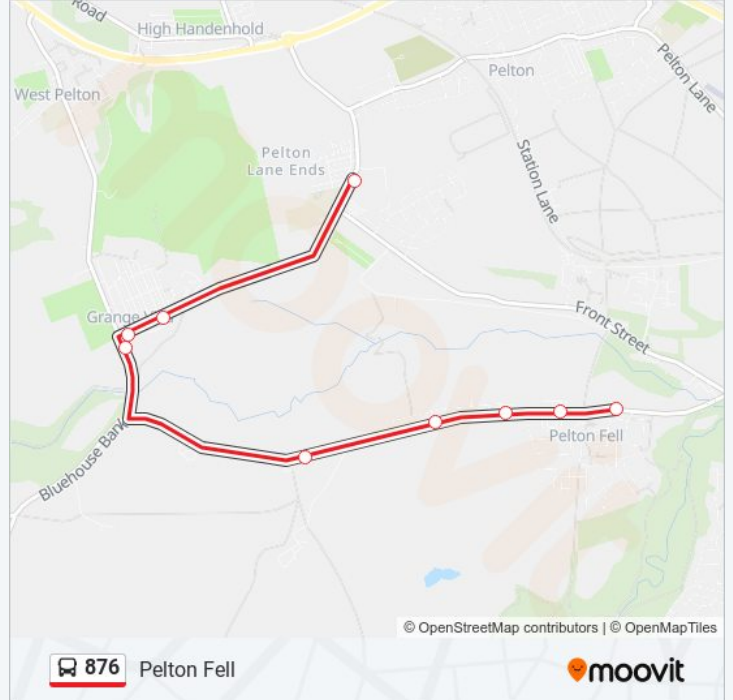 Road
High Handenhold
West Pelton
Pelton
Pelton Lane
Pelton
Lane Ends
Station Lane
Grange
Front Street
Pelton Fell
Bluehouse Bank
© OpenStreetMap contributors | © OpenMapTiles
876 Pelton Fell
moovit